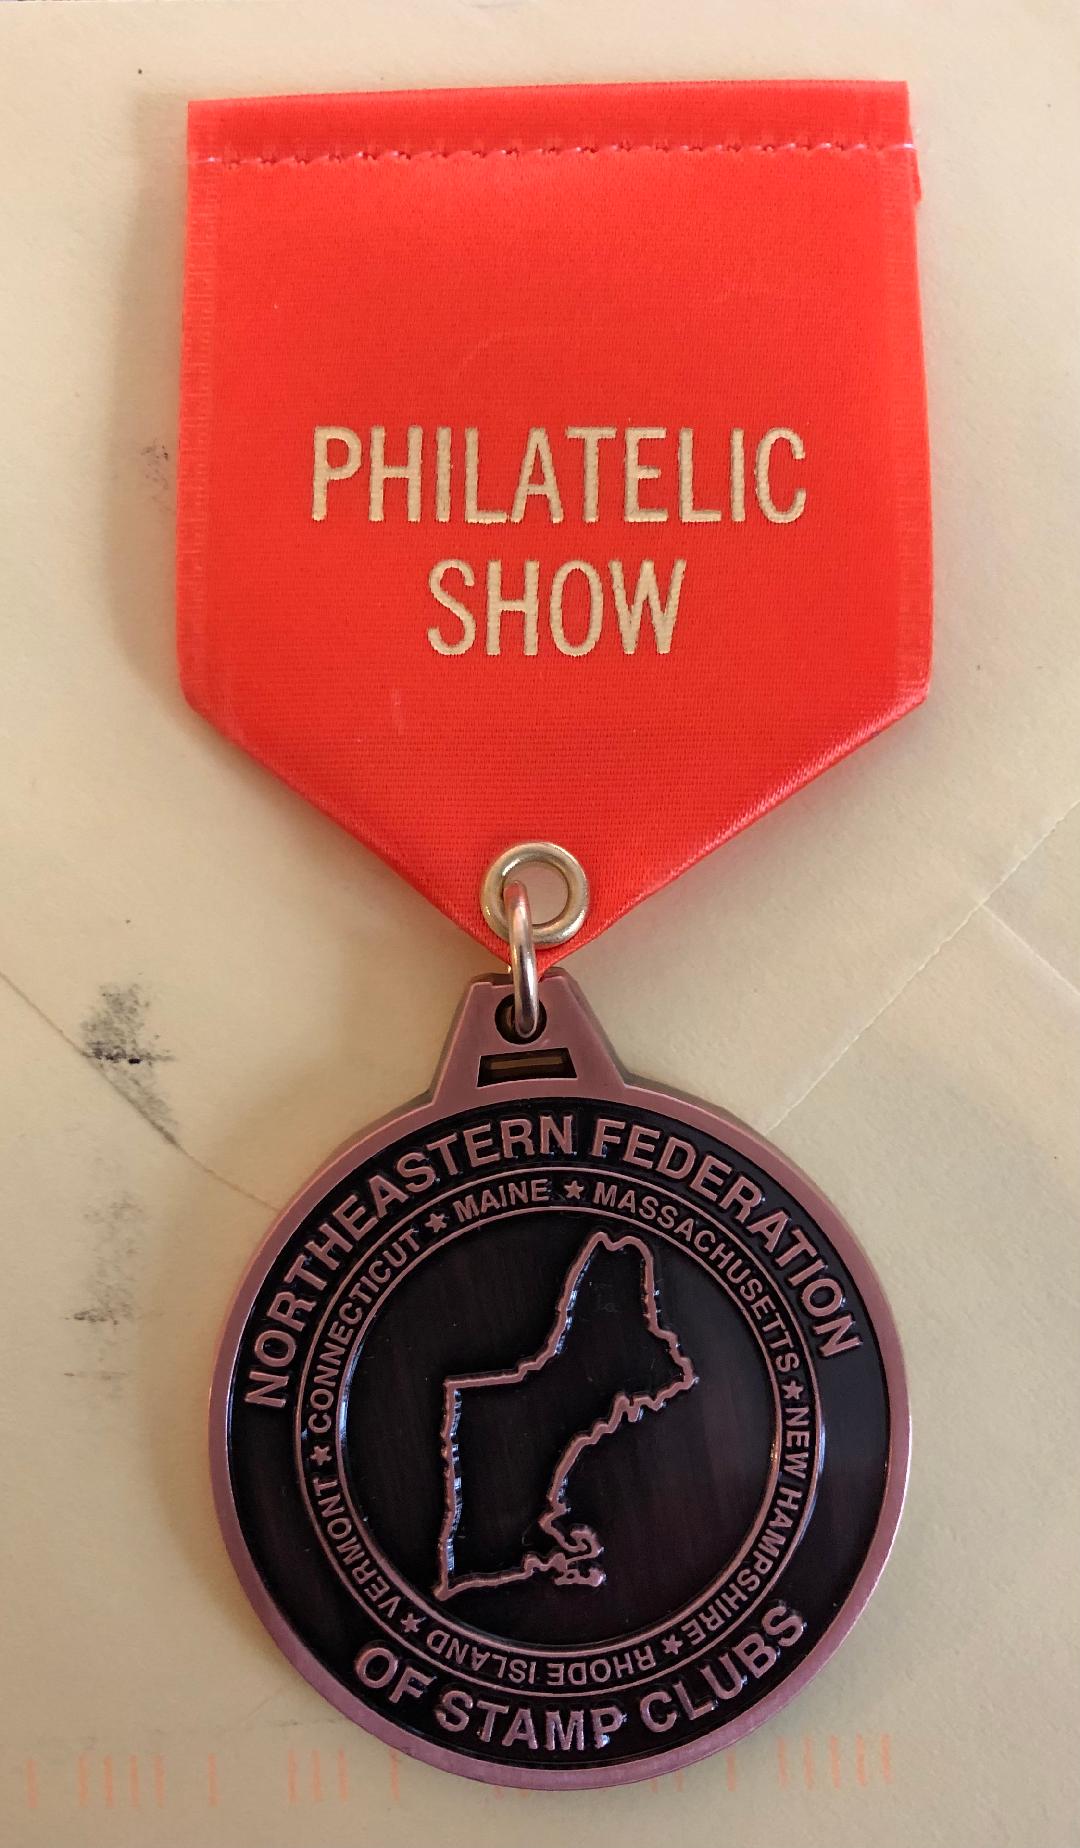 PHILATELIC
SHOW
NORTHEASTERN FEDERATION
OF STAMP CLUBS
CONNECTICUT ★ MAINE ★ MASSACHUSETTS ★ NEW HAMPSHIRE ★ RHODE ISLAND ★ VERMONT ★